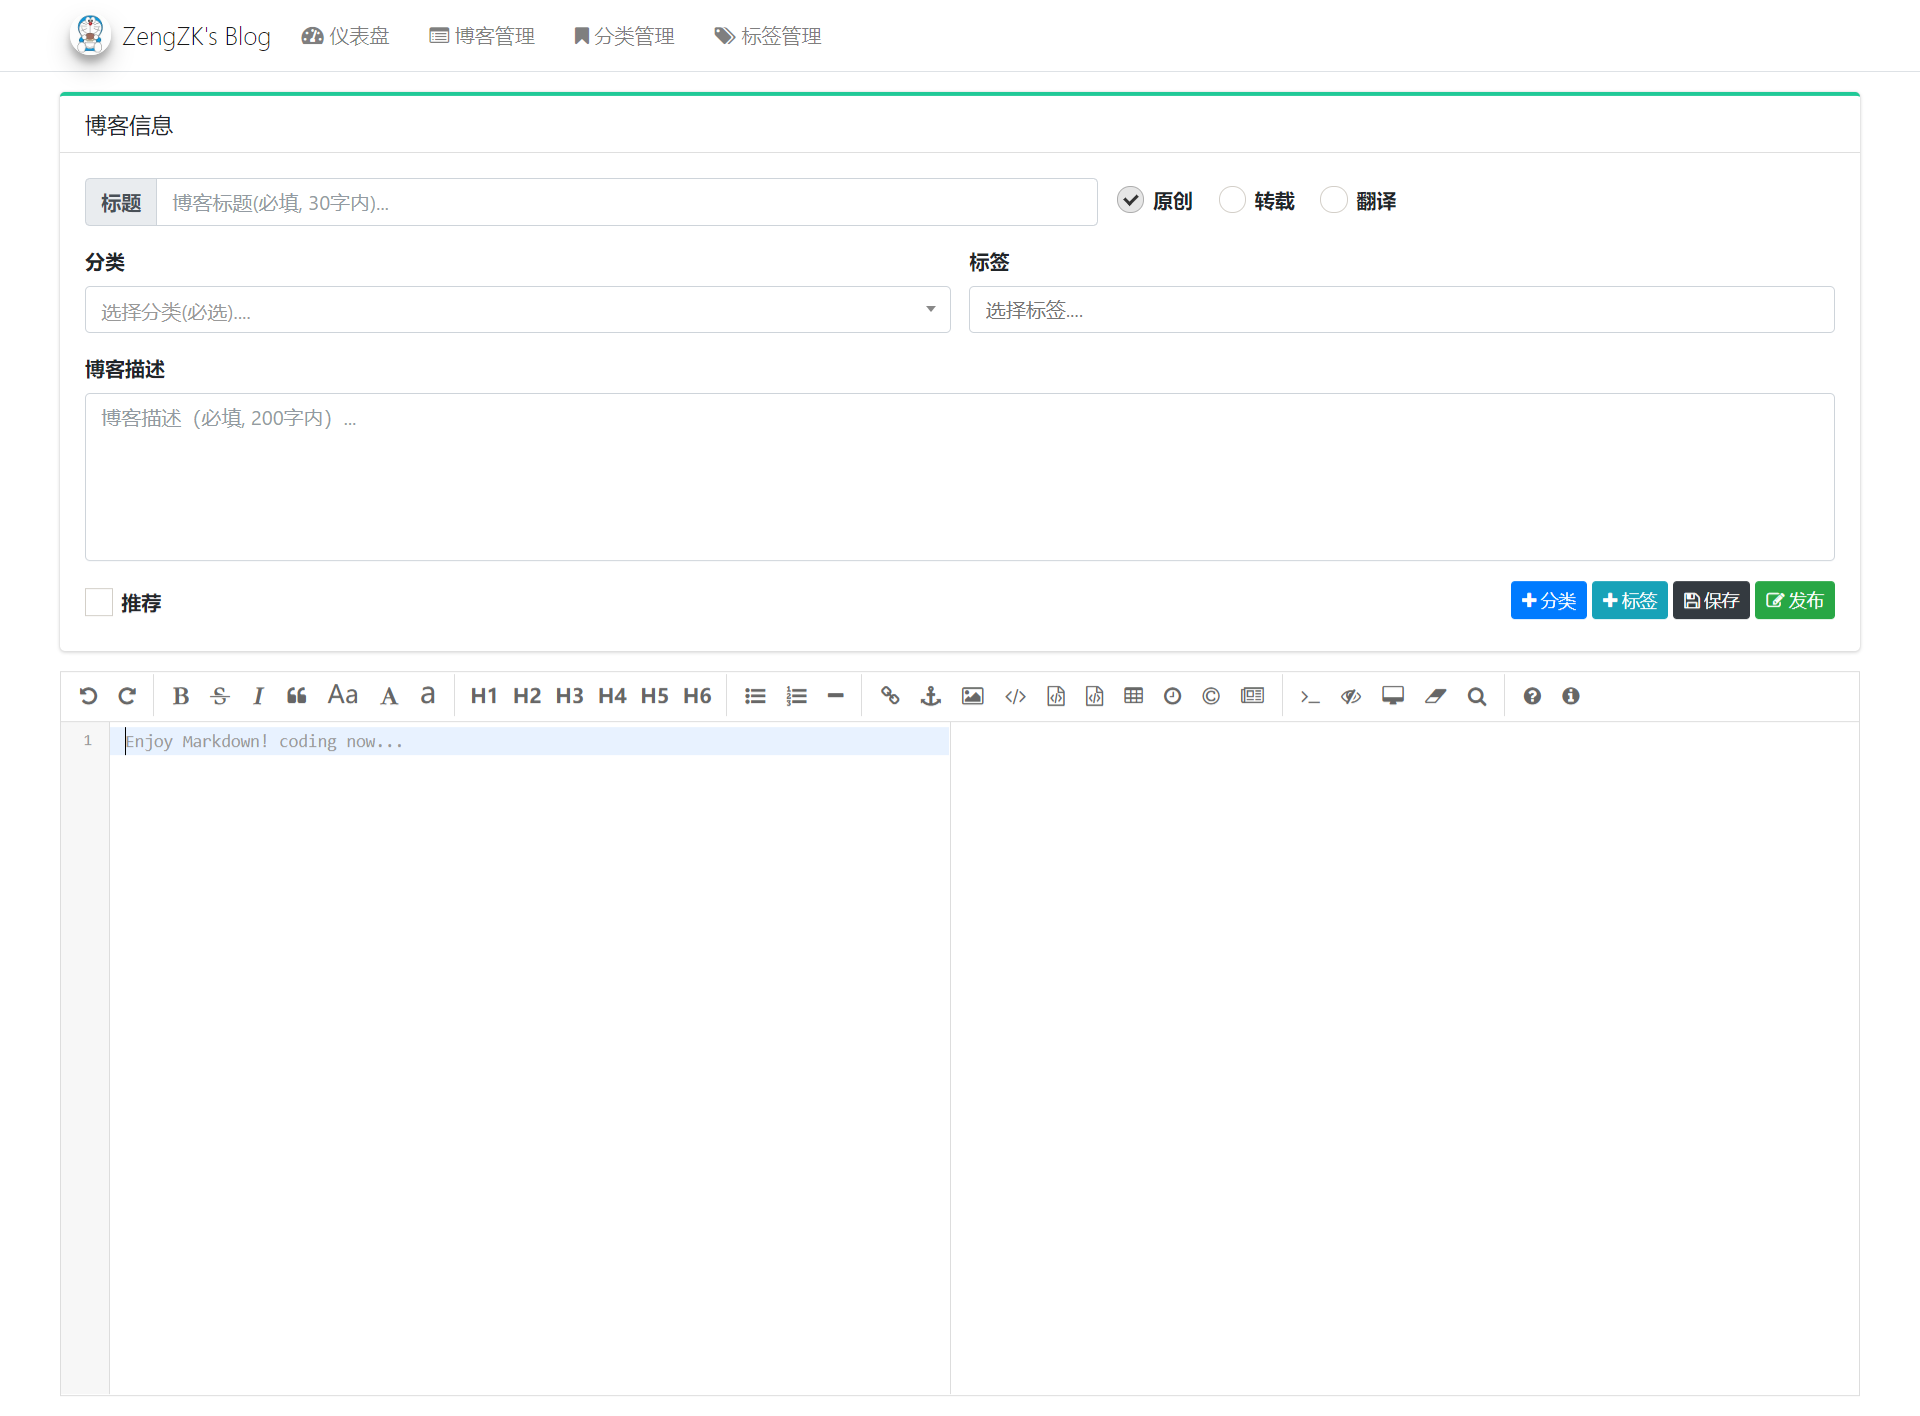 ZengZK's Blog 仪表盘 博客管理 分类管理 标签管理
博客信息
标题 博客标题(必填, 30字内)... 原创 转载 翻译
分类 标签
选择分类(必选).... 选择标签....
博客描述
博客描述（必填, 200字内）...
推荐 分类 标签 保存 发布
B S I Aa A a H1 H2 H3 H4 H5 H6
1 Enjoy Markdown! coding now...